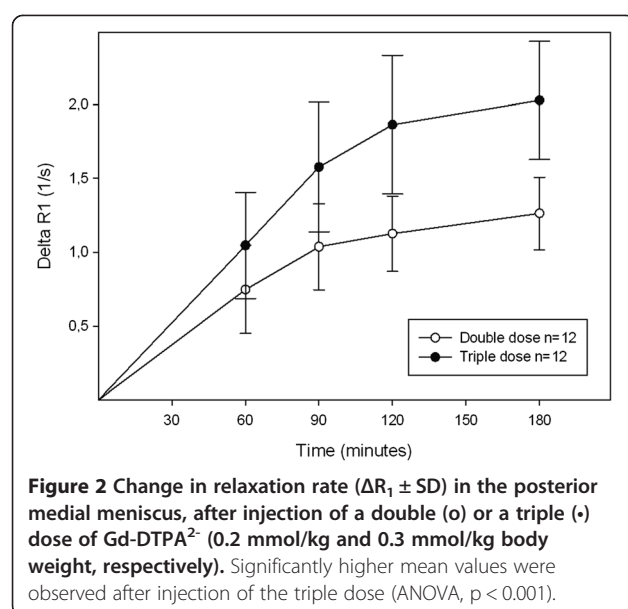 2,0
1,5
1,0
0,5
Delta R1 (1/s)
30 60 90 120 150 180
Time (minutes)
Double dose n=12
Triple dose n=12
Figure 2 Change in relaxation rate (ΔR₁ ± SD) in the posterior
medial meniscus, after injection of a double (o) or a triple (•)
dose of Gd-DTPA²⁻ (0.2 mmol/kg and 0.3 mmol/kg body
weight, respectively). Significantly higher mean values were
observed after injection of the triple dose (ANOVA, p < 0.001).